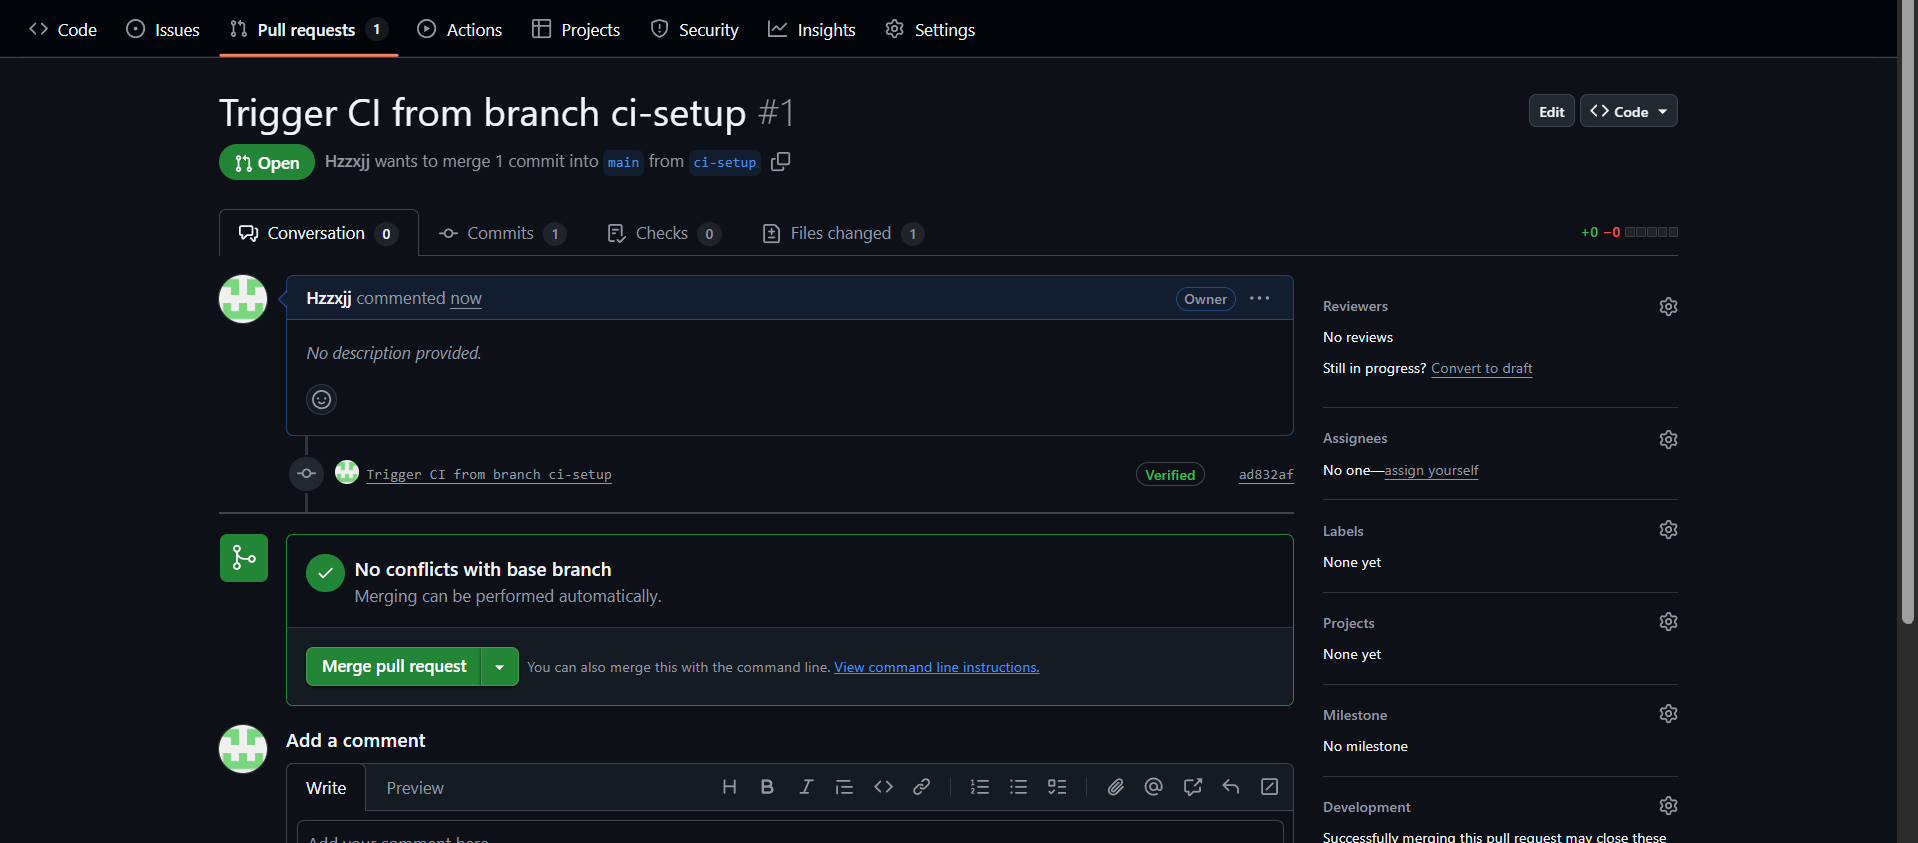 Code Issues Pull requests 1 Actions Projects Security Insights Settings
Trigger CI from branch ci-setup #1
Edit Code
Open Hzzxjj wants to merge 1 commit into main from ci-setup
Conversation 0 Commits 1 Checks 0 Files changed 1
+0 −0
Hzzxjj commented now
Owner
No description provided.
Trigger CI from branch ci-setup
Verified
ad832af
No conflicts with base branch
Merging can be performed automatically.
Merge pull request
You can also merge this with the command line. View command line instructions.
Add a comment
Write Preview
Add your comment here
Reviewers
No reviews
Still in progress? Convert to draft
Assignees
No one—assign yourself
Labels
None yet
Projects
None yet
Milestone
No milestone
Development
Successfully merging this pull request may close these